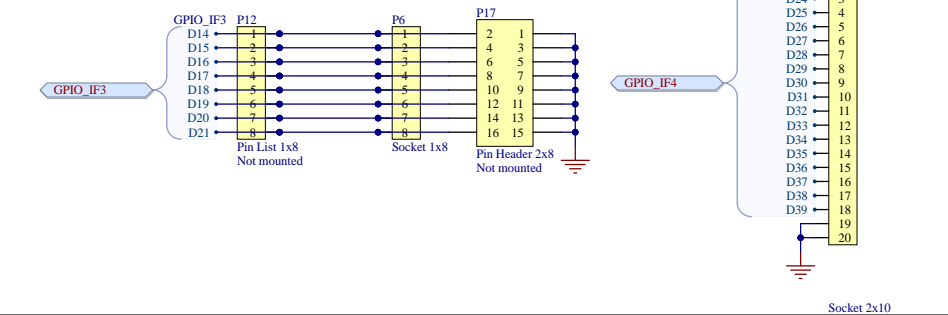 GPIO_IF3 P12 P6 P17
D14 1 1 2 1
D15 2 2 4 3
D16 3 3 6 5
D17 4 4 8 7
D18 5 5 10 9
D19 6 6 12 11
D20 7 7 14 13
D21 8 8 16 15
GPIO_IF3
Pin List 1x8
Not mounted
Socket 1x8
Pin Header 2x8
Not mounted
GPIO_IF4
D25 4
D26 5
D27 6
D28 7
D29 8
D30 9
D31 10
D32 11
D33 12
D34 13
D35 14
D36 15
D37 16
D38 17
D39 18
19
20
Socket 2x10